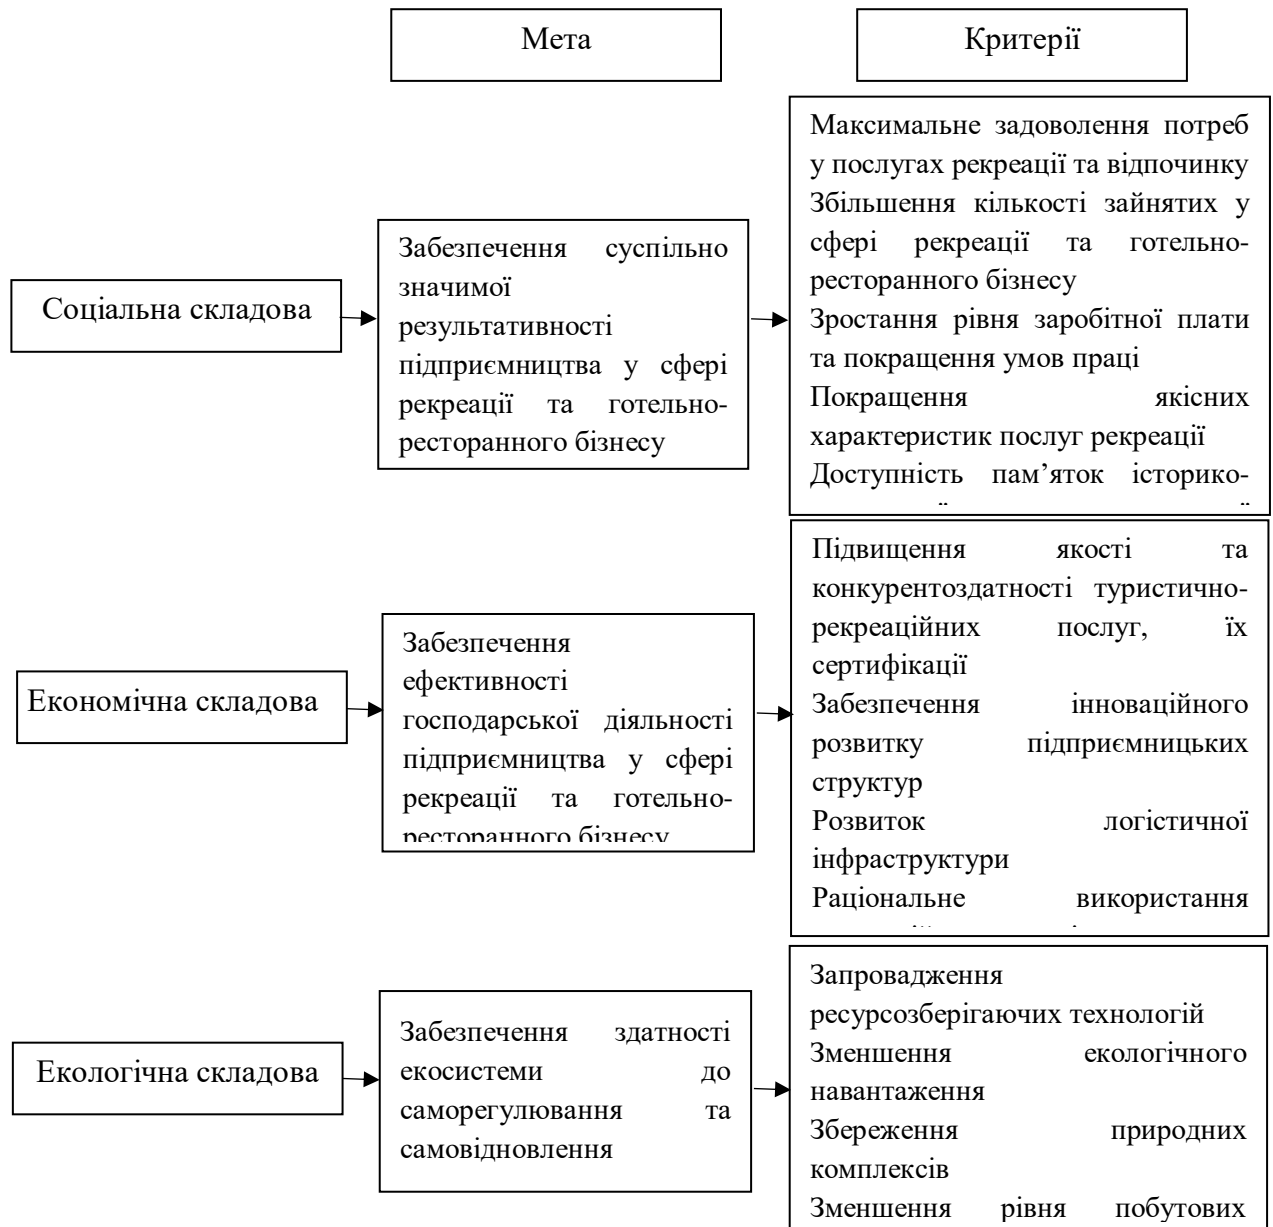 Мета
Критерії
Соціальна складова
Забезпечення суспільно
значимої
результативності
підприємництва у сфері
рекреації та готельно-
ресторанного бізнесу
Максимальне задоволення потреб
у послугах рекреації та відпочинку
Збільшення кількості зайнятих у
сфері рекреації та готельно-
ресторанного бізнесу
Зростання рівня заробітної плати
та покращення умов праці
Покращення якісних
характеристик послуг рекреації
Доступність пам’яток історико-
Економічна складова
Забезпечення
ефективності
господарської діяльності
підприємництва у сфері
рекреації та готельно-
ресторанного бізнесу
Підвищення якості та
конкурентоздатності туристично-
рекреаційних послуг, їх
сертифікації
Забезпечення інноваційного
розвитку підприємницьких
структур
Розвиток логістичної
інфраструктури
Раціональне використання
Екологічна складова
Забезпечення здатності
екосистеми до
саморегулювання та
самовідновлення
Запровадження
ресурсозберігаючих технологій
Зменшення екологічного
навантаження
Збереження природних
комплексів
Зменшення рівня побутових